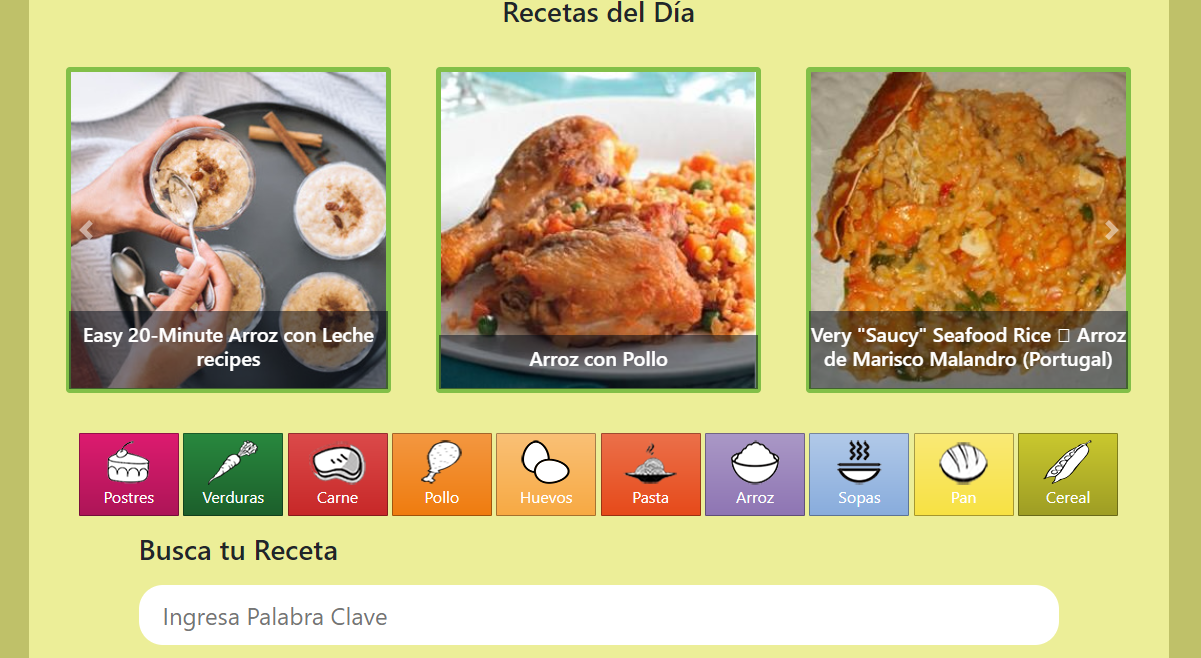 Recetas del Día
Easy 20-Minute Arroz con Leche
recipes
Arroz con Pollo
Very "Saucy" Seafood Rice � Arroz
de Marisco Malandro (Portugal)
Postres
Verduras
Carne
Pollo
Huevos
Pasta
Arroz
Sopas
Pan
Cereal
Busca tu Receta
Ingresa Palabra Clave